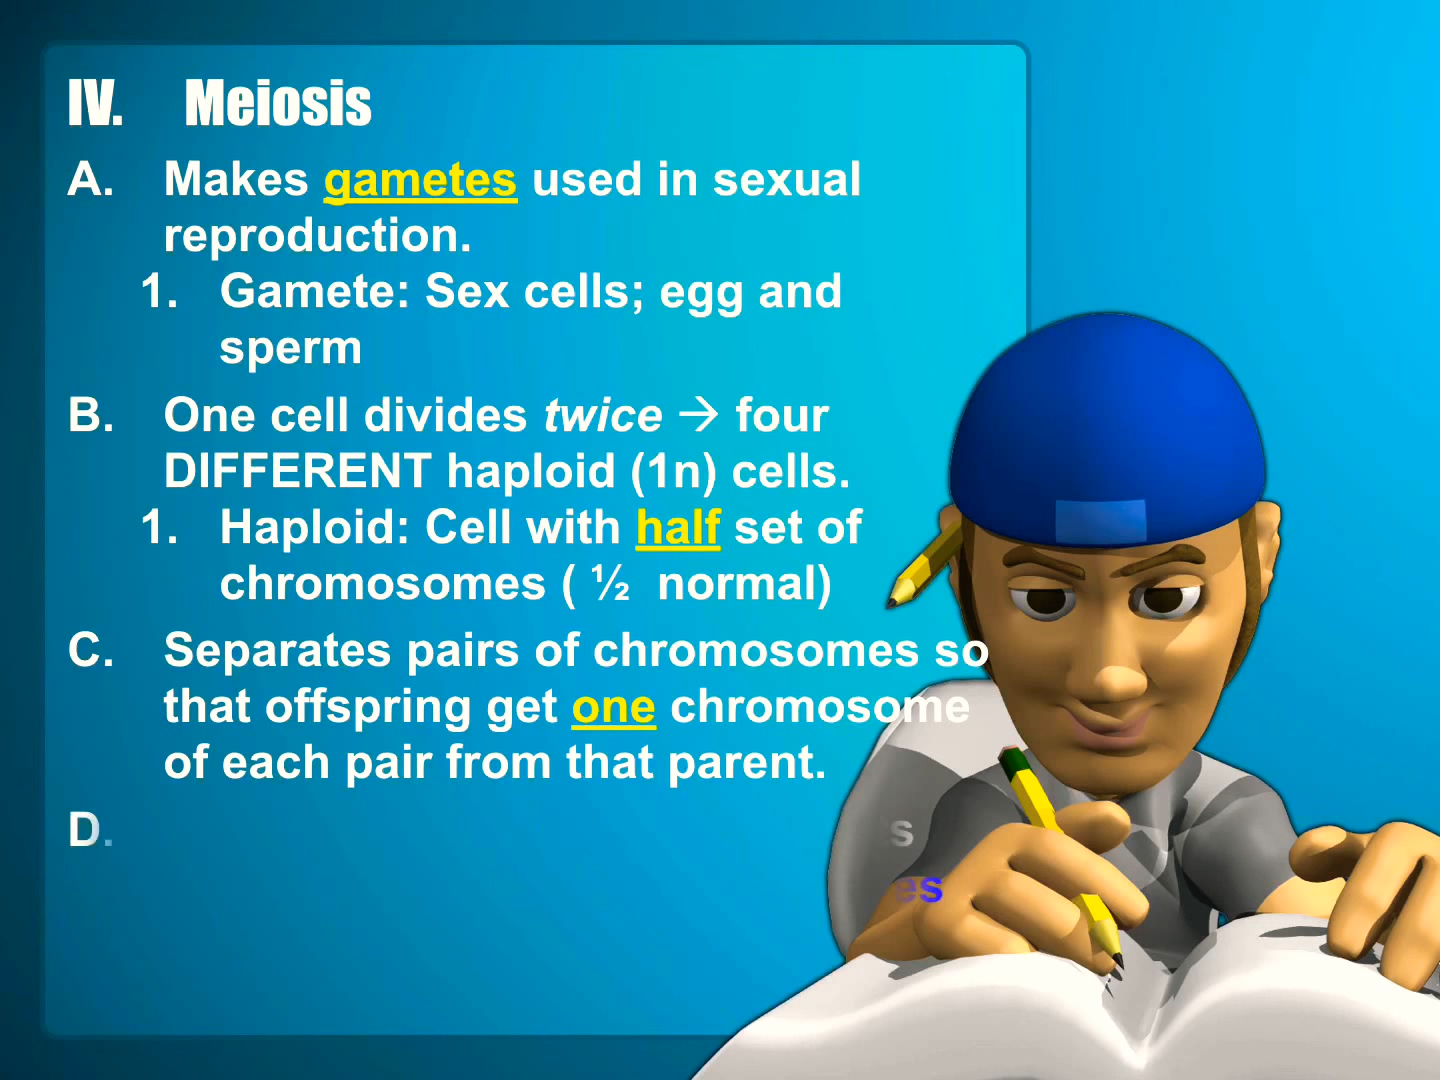 IV. Meiosis
A. Makes gametes used in sexual
reproduction.
1. Gamete: Sex cells; egg and
sperm
B. One cell divides twice → four
DIFFERENT haploid (1n) cells.
1. Haploid: Cell with half set of
chromosomes ( ½ normal)
C. Separates pairs of chromosomes so
that offspring get one chromosome
of each pair from that parent.
D.